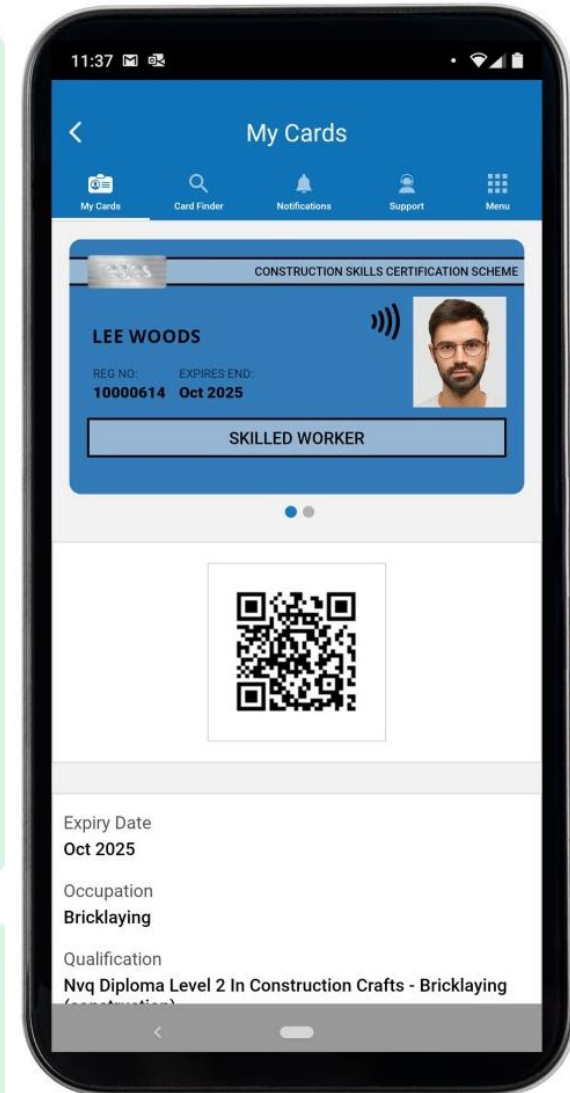 11:37
My Cards
My Cards
Card Finder
Notifications
Support
Menu
CONSTRUCTION SKILLS CERTIFICATION SCHEME
LEE WOODS
REG NO:
EXPIRES END:
10000614
Oct 2025
SKILLED WORKER
Expiry Date
Oct 2025
Occupation
Bricklaying
Qualification
Nvq Diploma Level 2 In Construction Crafts - Bricklaying